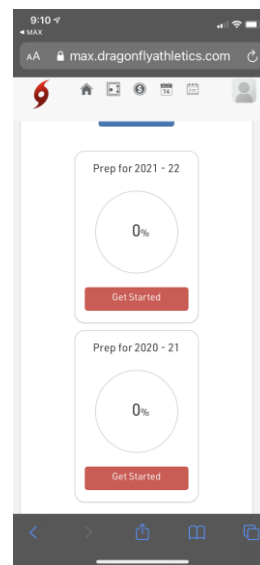 9:10
◀ MAX
AA max.dragonflyathletics.com
14
Prep for 2021 - 22
0%
Get Started
Prep for 2020 - 21
0%
Get Started